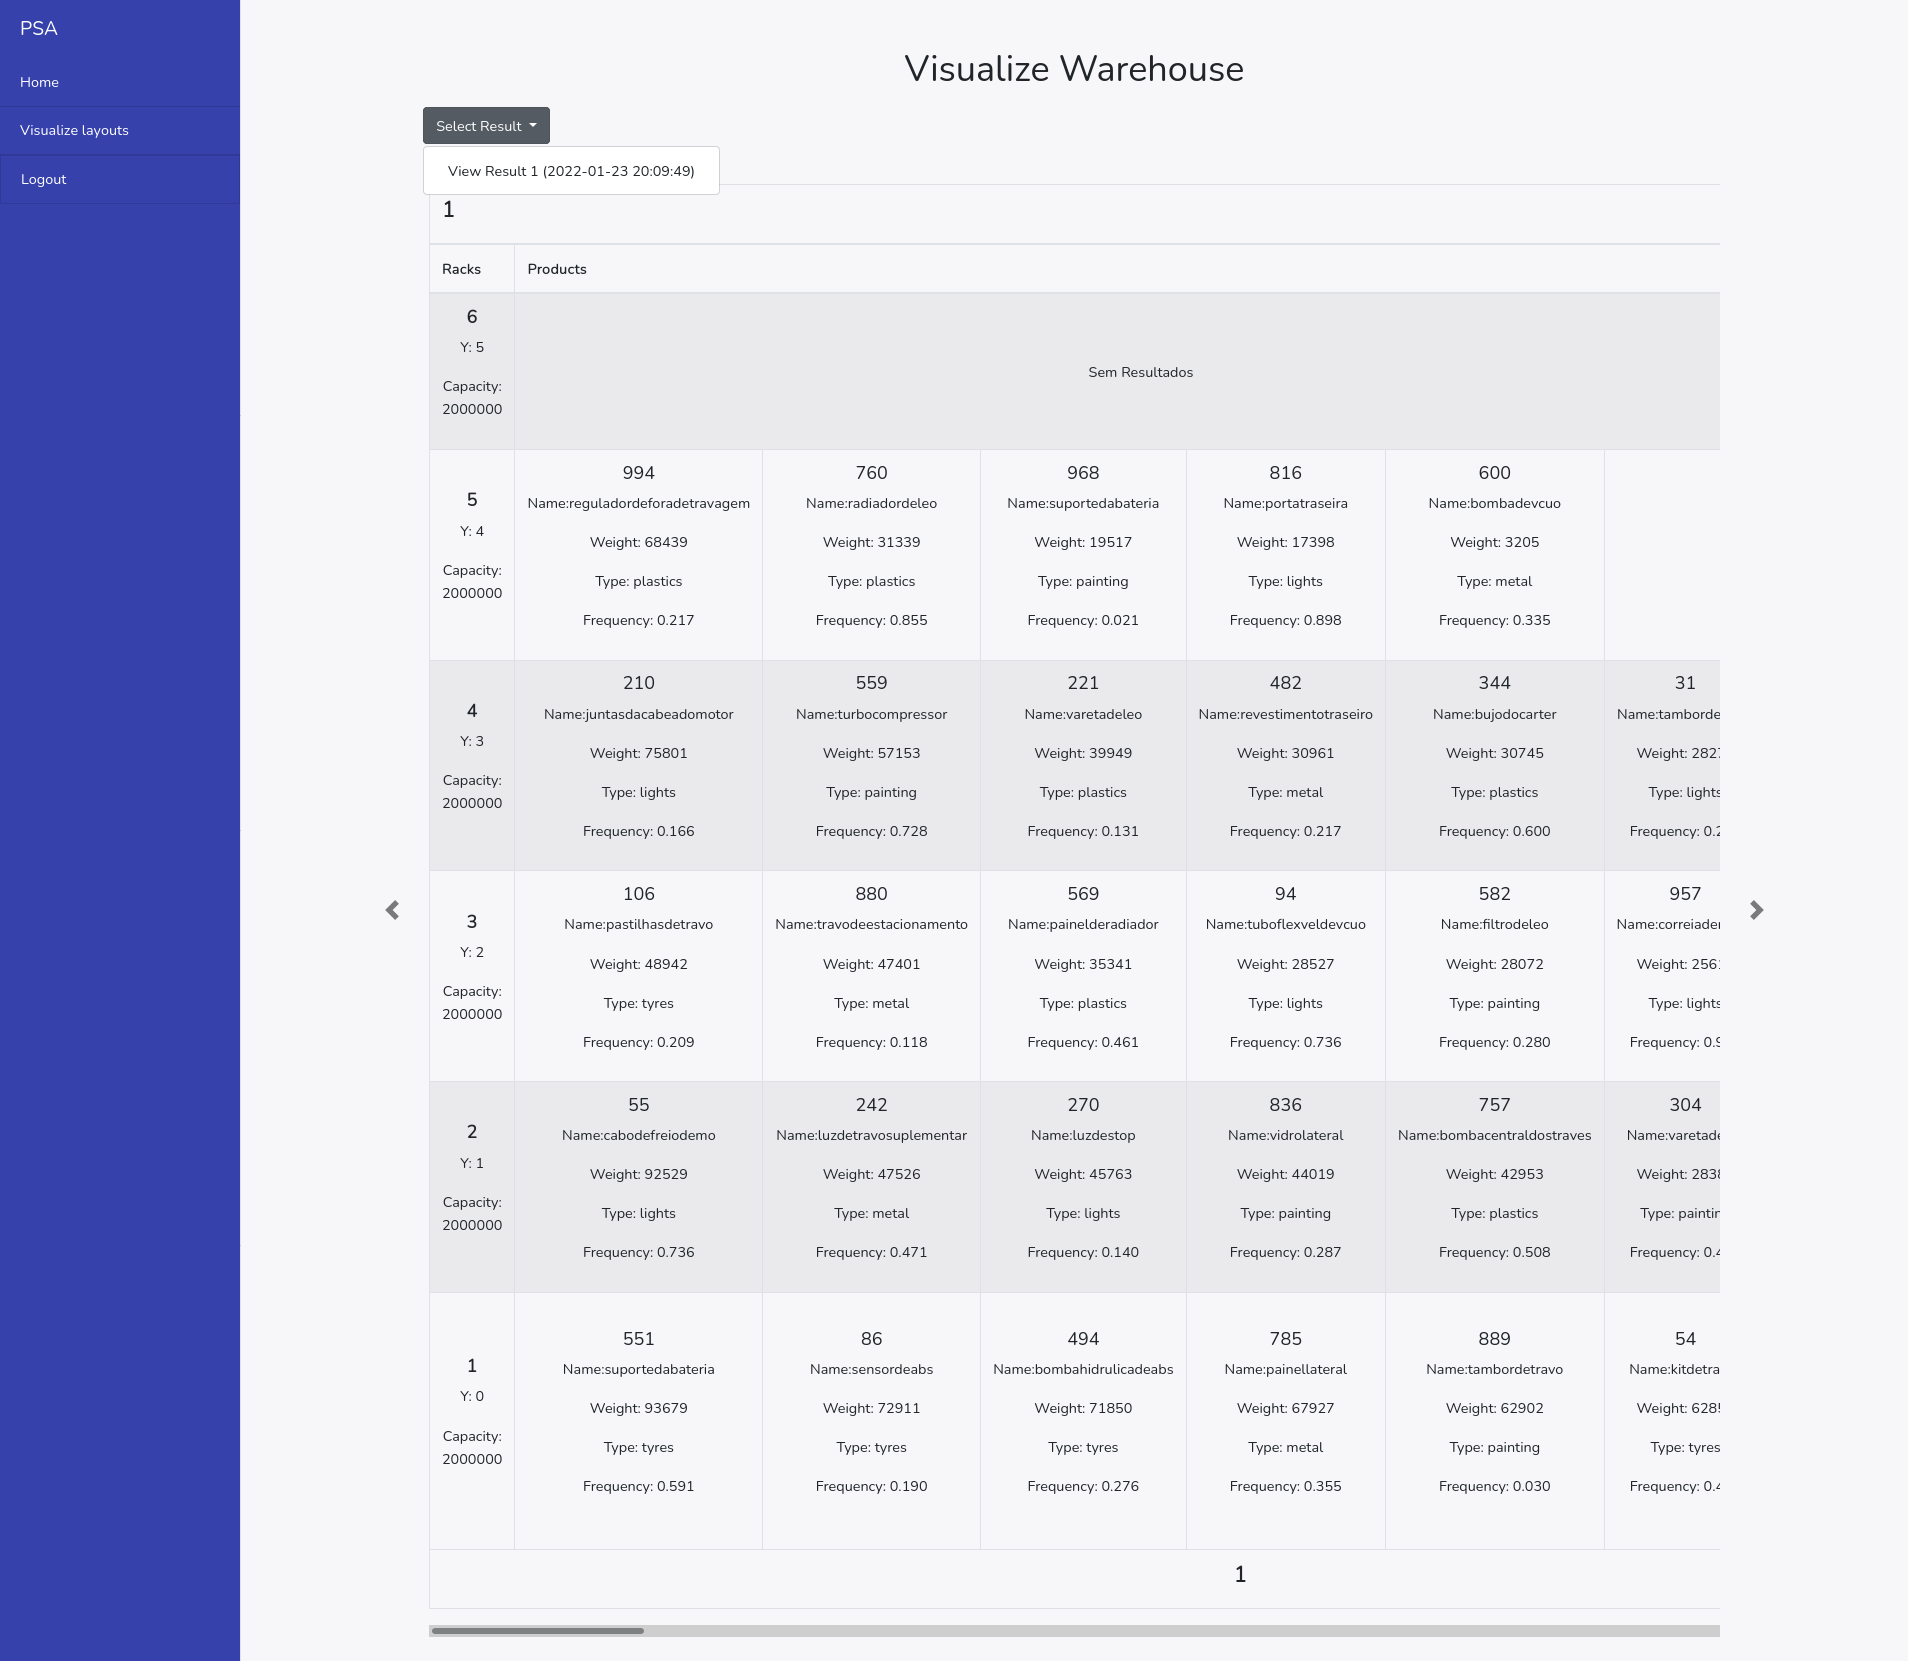 PSA
Home
Visualize layouts
Logout
Visualize Warehouse
Select Result
View Result 1 (2022-01-23 20:09:49)
1
Racks Products
6
Y: 5
Capacity:
2000000
Sem Resultados
5
Y: 4
Capacity:
2000000
994 760 968 816 600
Name:reguladordeforadetravagem Name:radiadordeleo Name:suportedabateria Name:portatraseira Name:bombadevcuo
Weight: 68439 Weight: 31339 Weight: 19517 Weight: 17398 Weight: 3205
Type: plastics Type: plastics Type: painting Type: lights Type: metal
Frequency: 0.217 Frequency: 0.855 Frequency: 0.021 Frequency: 0.898 Frequency: 0.335
4
Y: 3
Capacity:
2000000
210 559 221 482 344 31
Name:juntasdacabeadomotor Name:turbocompressor Name:varetadeleo Name:revestimentotraseiro Name:bujodocarter Name:tamborde
Weight: 75801 Weight: 57153 Weight: 39949 Weight: 30961 Weight: 30745 Weight: 282
Type: lights Type: painting Type: plastics Type: metal Type: plastics Type: lights
Frequency: 0.166 Frequency: 0.728 Frequency: 0.131 Frequency: 0.217 Frequency: 0.600 Frequency: 0.2
3
Y: 2
Capacity:
2000000
106 880 569 94 582 957
Name:pastilhasdetravo Name:travodeestacionamento Name:painelderadiador Name:tuboflexveldevcuo Name:filtrodeleo Name:correiade
Weight: 48942 Weight: 47401 Weight: 35341 Weight: 28527 Weight: 28072 Weight: 256
Type: tyres Type: metal Type: plastics Type: lights Type: painting Type: lights
Frequency: 0.209 Frequency: 0.118 Frequency: 0.461 Frequency: 0.736 Frequency: 0.280 Frequency: 0.9
2
Y: 1
Capacity:
2000000
55 242 270 836 757 304
Name:cabodefreiodemo Name:luzdetravosuplementar Name:luzdestop Name:vidrolateral Name:bombacentraldostraves Name:varetade
Weight: 92529 Weight: 47526 Weight: 45763 Weight: 44019 Weight: 42953 Weight: 283
Type: lights Type: metal Type: lights Type: painting Type: plastics Type: paintin
Frequency: 0.736 Frequency: 0.471 Frequency: 0.140 Frequency: 0.287 Frequency: 0.508 Frequency: 0.4
1
Y: 0
Capacity:
2000000
551 86 494 785 889 54
Name:suportedabateria Name:sensordeabs Name:bombahidrulicadeabs Name:painellateral Name:tambordetravo Name:kitdetra
Weight: 93679 Weight: 72911 Weight: 71850 Weight: 67927 Weight: 62902 Weight: 628
Type: tyres Type: tyres Type: tyres Type: metal Type: painting Type: tyres
Frequency: 0.591 Frequency: 0.190 Frequency: 0.276 Frequency: 0.355 Frequency: 0.030 Frequency: 0.4
1